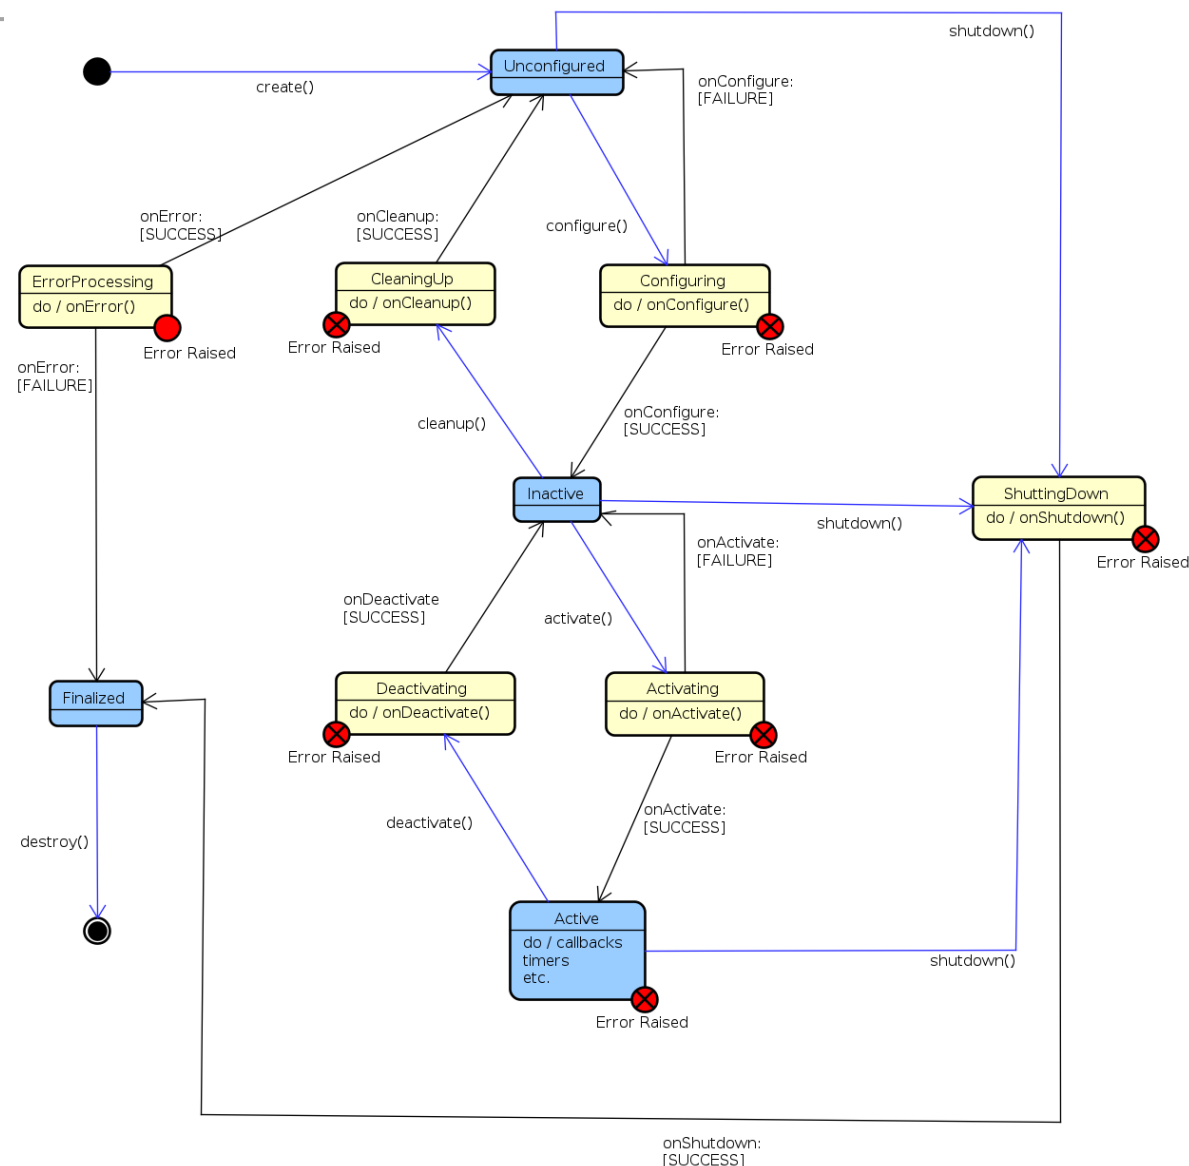 shutdown()
Unconfigured
create()
onConfigure:
[FAILURE]
onError:
[SUCCESS]
onCleanup:
[SUCCESS]
configure()
ErrorProcessing
do / onError()
Error Raised
CleaningUp
do / onCleanup()
Error Raised
Configuring
do / onConfigure()
Error Raised
onError:
[FAILURE]
cleanup()
onConfigure:
[SUCCESS]
Inactive
shutdown()
ShuttingDown
do / onShutdown()
Error Raised
onActivate:
[FAILURE]
onDeactivate
[SUCCESS]
activate()
Finalized
Deactivating
do / onDeactivate()
Error Raised
Activating
do / onActivate()
Error Raised
destroy()
deactivate()
onActivate:
[SUCCESS]
Active
do / callbacks
timers
etc.
Error Raised
shutdown()
onShutdown:
[SUCCESS]